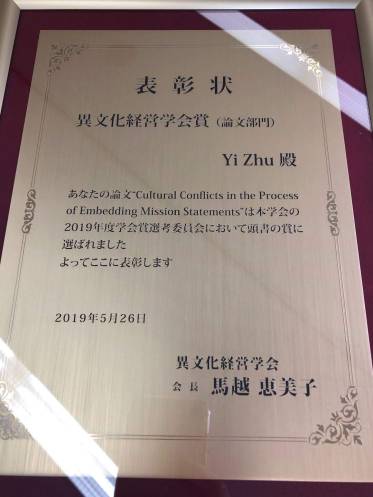 表彰状
異文化経営学会賞（論文部門）
Yi Zhu 殿
あなたの論文“Cultural Conflicts in the Process
of Embedding Mission Statements”は本学会の
2019年度学会賞選考委員会において頭書の賞に
選ばれました
よってここに表彰します
2019年5月26日
異文化経営学会
会長 馬越 恵美子